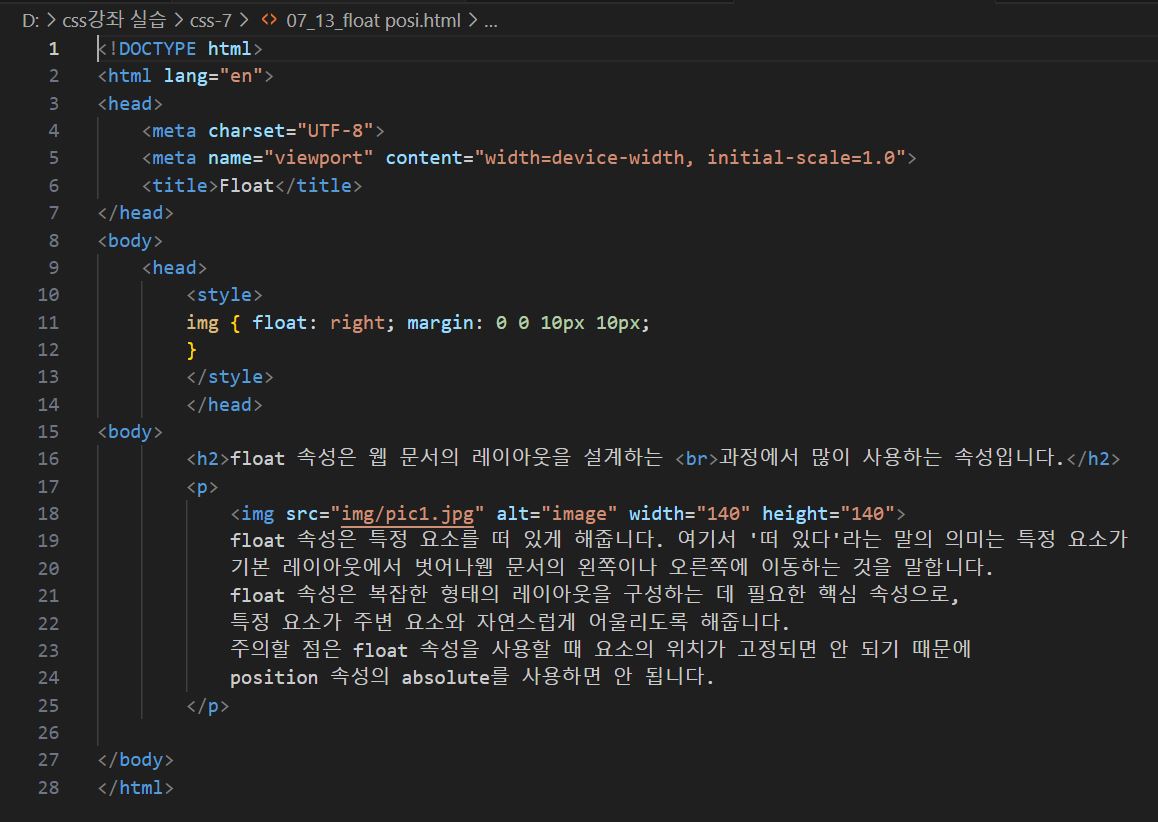 D: > css강좌 실습 > css-7 > <> 07_13_float posi.html > ...
1 <!DOCTYPE html>
2 <html lang="en">
3 <head>
4 <meta charset="UTF-8">
5 <meta name="viewport" content="width=device-width, initial-scale=1.0">
6 <title>Float</title>
7 </head>
8 <body>
9 <head>
10 <style>
11 img { float: right; margin: 0 0 10px 10px;
12 }
13 </style>
14 </head>
15 <body>
16 <h2>float 속성은 웹 문서의 레이아웃을 설계하는 <br>과정에서 많이 사용하는 속성입니다.</h2>
17 <p>
18 <img src="img/pic1.jpg" alt="image" width="140" height="140">
19 float 속성은 특정 요소를 떠 있게 해줍니다. 여기서 '떠 있다'라는 말의 의미는 특정 요소가
20 기본 레이아웃에서 벗어나웹 문서의 왼쪽이나 오른쪽에 이동하는 것을 말합니다.
21 float 속성은 복잡한 형태의 레이아웃을 구성하는 데 필요한 핵심 속성으로,
22 특정 요소가 주변 요소와 자연스럽게 어울리도록 해줍니다.
23 주의할 점은 float 속성을 사용할 때 요소의 위치가 고정되면 안 되기 때문에
24 position 속성의 absolute를 사용하면 안 됩니다.
25 </p>
26
27 </body>
28 </html>